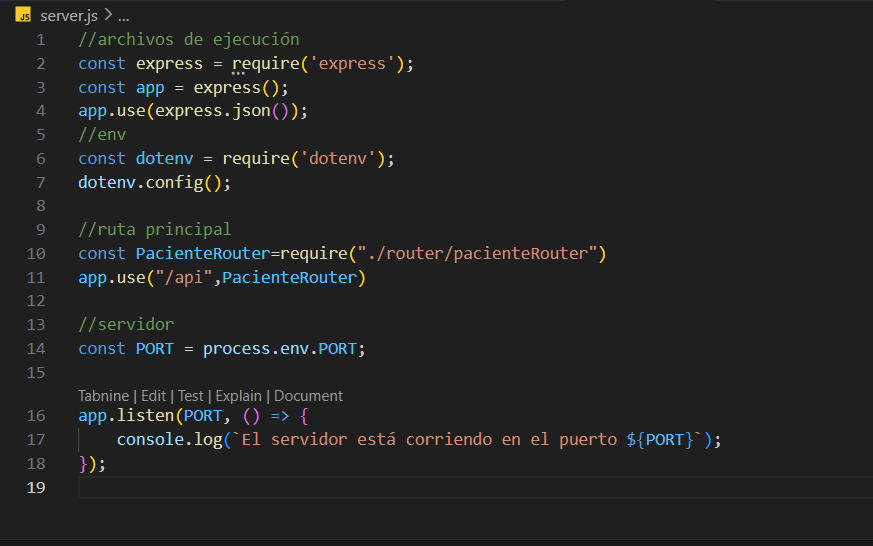 JS server.js > ...
1 //archivos de ejecución
2 const express = require('express');
3 const app = express();
4 app.use(express.json());
5 //env
6 const dotenv = require('dotenv');
7 dotenv.config();
8
9 //ruta principal
10 const PacienteRouter=require("./router/pacienteRouter")
11 app.use("/api",PacienteRouter)
12
13 //servidor
14 const PORT = process.env.PORT;
15
Tabnine | Edit | Test | Explain | Document
16 app.listen(PORT, () => {
17     console.log(`El servidor está corriendo en el puerto ${PORT}`);
18 });
19